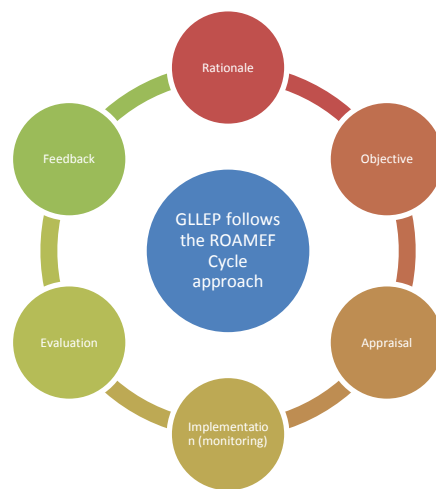 Rationale
Objective
Appraisal
Implementatio
n (monitoring)
Evaluation
Feedback
GLLEP follows
the ROAMEF
Cycle
approach